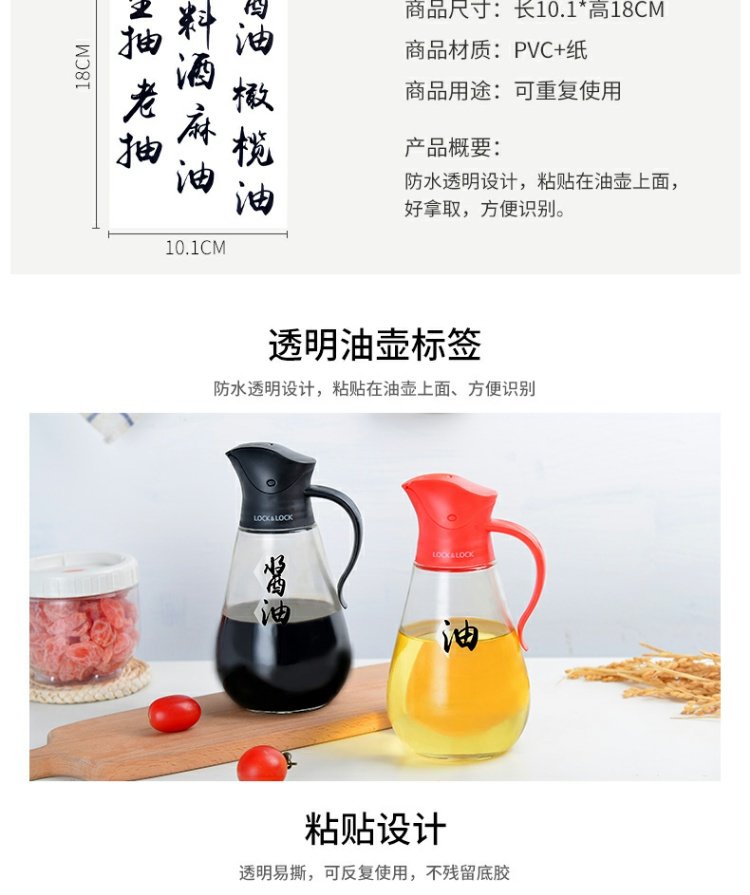 商品尺寸：长10.1*高18CM
商品材质：PVC+纸
商品用途：可重复使用
产品概要：
防水透明设计，粘贴在油壶上面，
好拿取，方便识别。
18CM
抽
老抽
料酒
麻油
油
橄榄油
10.1CM
透明油壶标签
防水透明设计，粘贴在油壶上面、方便识别
LOCK&LOCK
酱油
LOCK&LOCK
油
粘贴设计
透明易撕，可反复使用，不残留底胶